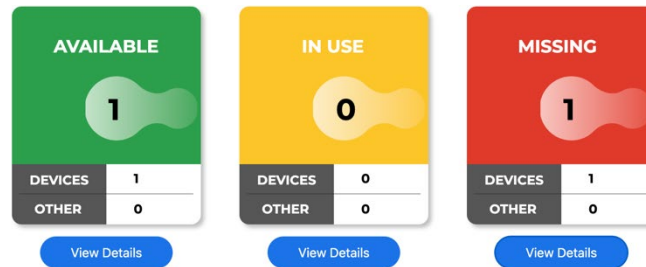 AVAILABLE
1
DEVICES 1
OTHER 0
View Details
IN USE
0
DEVICES 0
OTHER 0
View Details
MISSING
1
DEVICES 1
OTHER 0
View Details